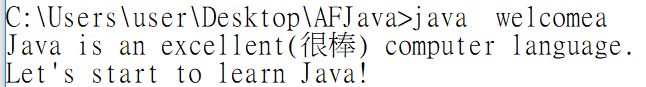 C:\Users\user\Desktop\AFJava>java  welcomea
Java is an excellent(很棒) computer language.
Let's start to learn Java!